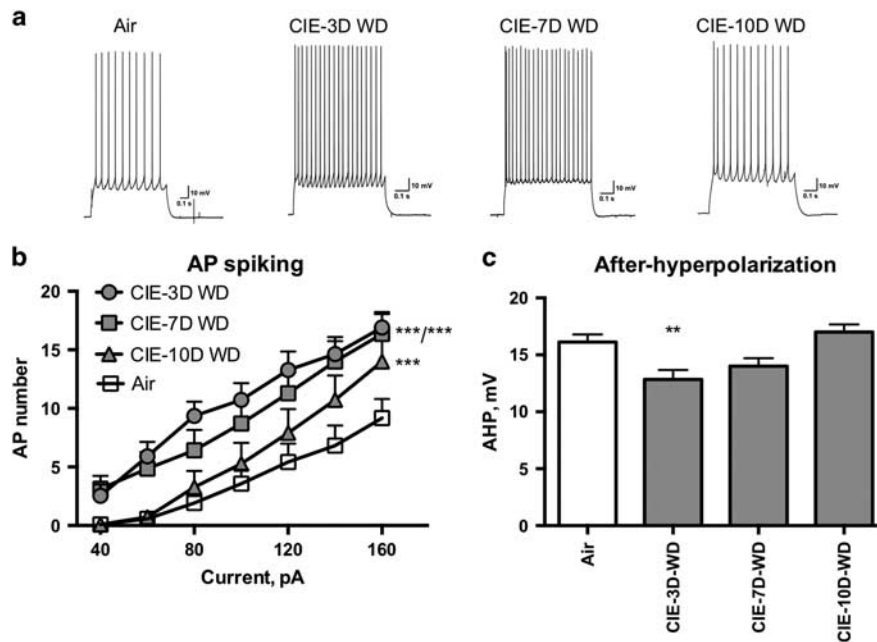 a
Air
CIE-3D WD
CIE-7D WD
CIE-10D WD
10 mV
0.1 s
10 mV
0.1 s
10 mV
0.1 s
10 mV
0.1 s
b
AP spiking
20
15
10
5
0
AP number
CIE-3D WD
CIE-7D WD
CIE-10D WD
Air
***/***
***
40
80
120
160
Current, pA
c
After-hyperpolarization
20
15
10
5
0
AHP, mV
**
Air
CIE-3D-WD
CIE-7D-WD
CIE-10D-WD